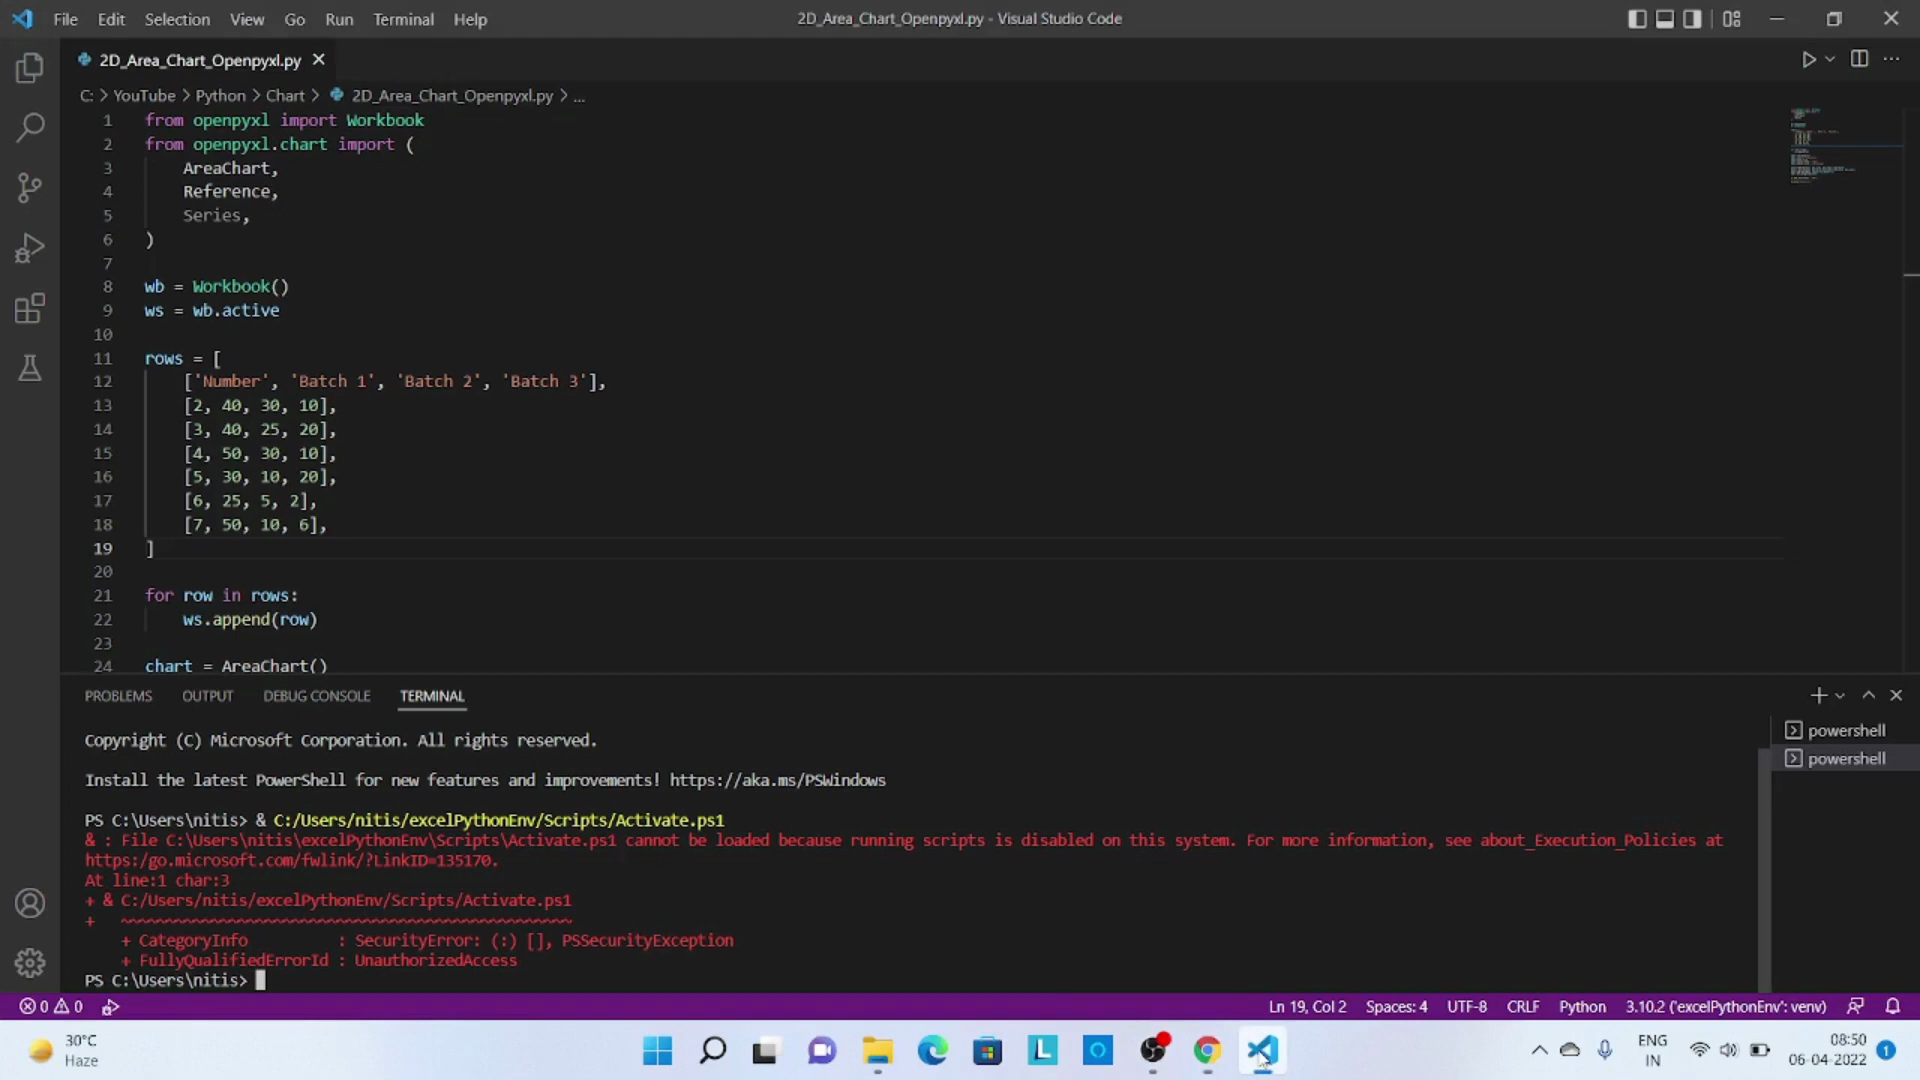 File Edit Selection View Go Run Terminal Help
2D_Area_Chart_Openpyxl.py - Visual Studio Code
2D_Area_Chart_Openpyxl.py
C: > YouTube > Python > Chart > 2D_Area_Chart_Openpyxl.py > ...
1 from openpyxl import Workbook
2 from openpyxl.chart import (
3 AreaChart,
4 Reference,
5 Series,
6 )
7
8 wb = Workbook()
9 ws = wb.active
10
11 rows = [
12 ['Number', 'Batch 1', 'Batch 2', 'Batch 3'],
13 [2, 40, 30, 10],
14 [3, 40, 25, 20],
15 [4, 50, 30, 10],
16 [5, 30, 10, 20],
17 [6, 25, 5, 2],
18 [7, 50, 10, 6],
19 ]
20
21 for row in rows:
22 ws.append(row)
23
24 chart = AreaChart()
PROBLEMS OUTPUT DEBUG CONSOLE TERMINAL
powershell
powershell
Copyright (C) Microsoft Corporation. All rights reserved.
Install the latest PowerShell for new features and improvements! https://aka.ms/PSWindows
PS C:\Users\nitis> & C:/Users/nitis/excelPythonEnv/Scripts/Activate.ps1
& : File C:\Users\nitis\excelPythonEnv\Scripts\Activate.ps1 cannot be loaded because running scripts is disabled on this system. For more information, see about_Execution_Policies at
https:/go.microsoft.com/fwlink/?LinkID=135170.
At line:1 char:3
+ & C:/Users/nitis/excelPythonEnv/Scripts/Activate.ps1
+ ~~~~~~~~~~~~~~~~~~~~~~~~~~~~~~~~~~~~~~~~~~~~~~~~~~
+ CategoryInfo : SecurityError: (:) [], PSSecurityException
+ FullyQualifiedErrorId : UnauthorizedAccess
PS C:\Users\nitis>
0 0
Ln 19, Col 2 Spaces: 4 UTF-8 CRLF Python 3.10.2 ('excelPythonEnv': venv)
30°C
Haze
L
ENG
IN
08:50
06-04-2022
1